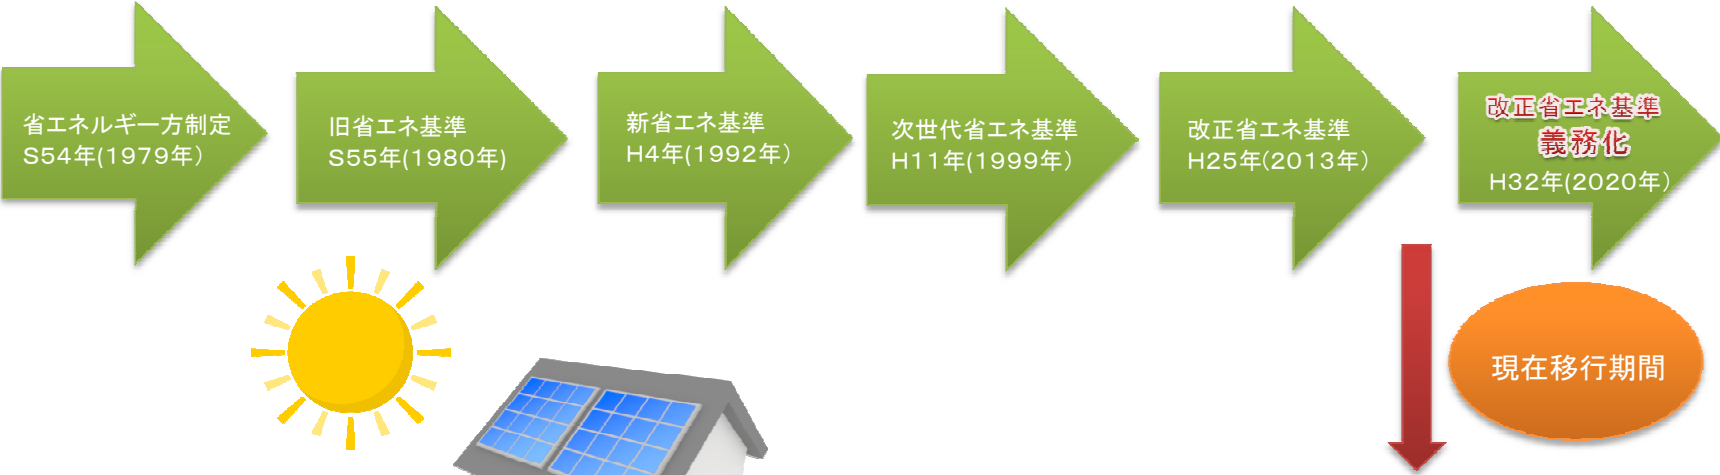 省エネルギー方制定
S54年(1979年)
旧省エネ基準
S55年(1980年)
新省エネ基準
H4年(1992年)
次世代省エネ基準
H11年(1999年)
改正省エネ基準
H25年(2013年)
改正省エネ基準
義務化
H32年(2020年)
現在移行期間